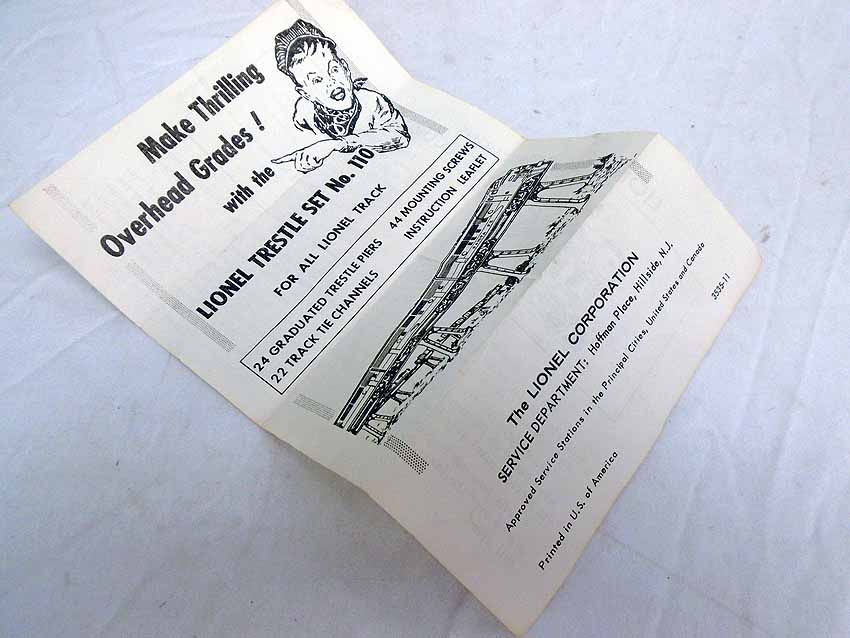 Make Thrilling
Overhead Grades!
with the
LIONEL TRESTLE SET No. 110
FOR ALL LIONEL TRACK
24 GRADUATED TRESTLE PIERS 44 MOUNTING SCREWS
22 TRACK TIE CHANNELS INSTRUCTION LEAFLET
The LIONEL CORPORATION
SERVICE DEPARTMENT: Hoffman Place, Hillside, N.J.
Approved Service Stations in the Principal Cities, United States and Canada
Printed in U.S. of America
3535-11